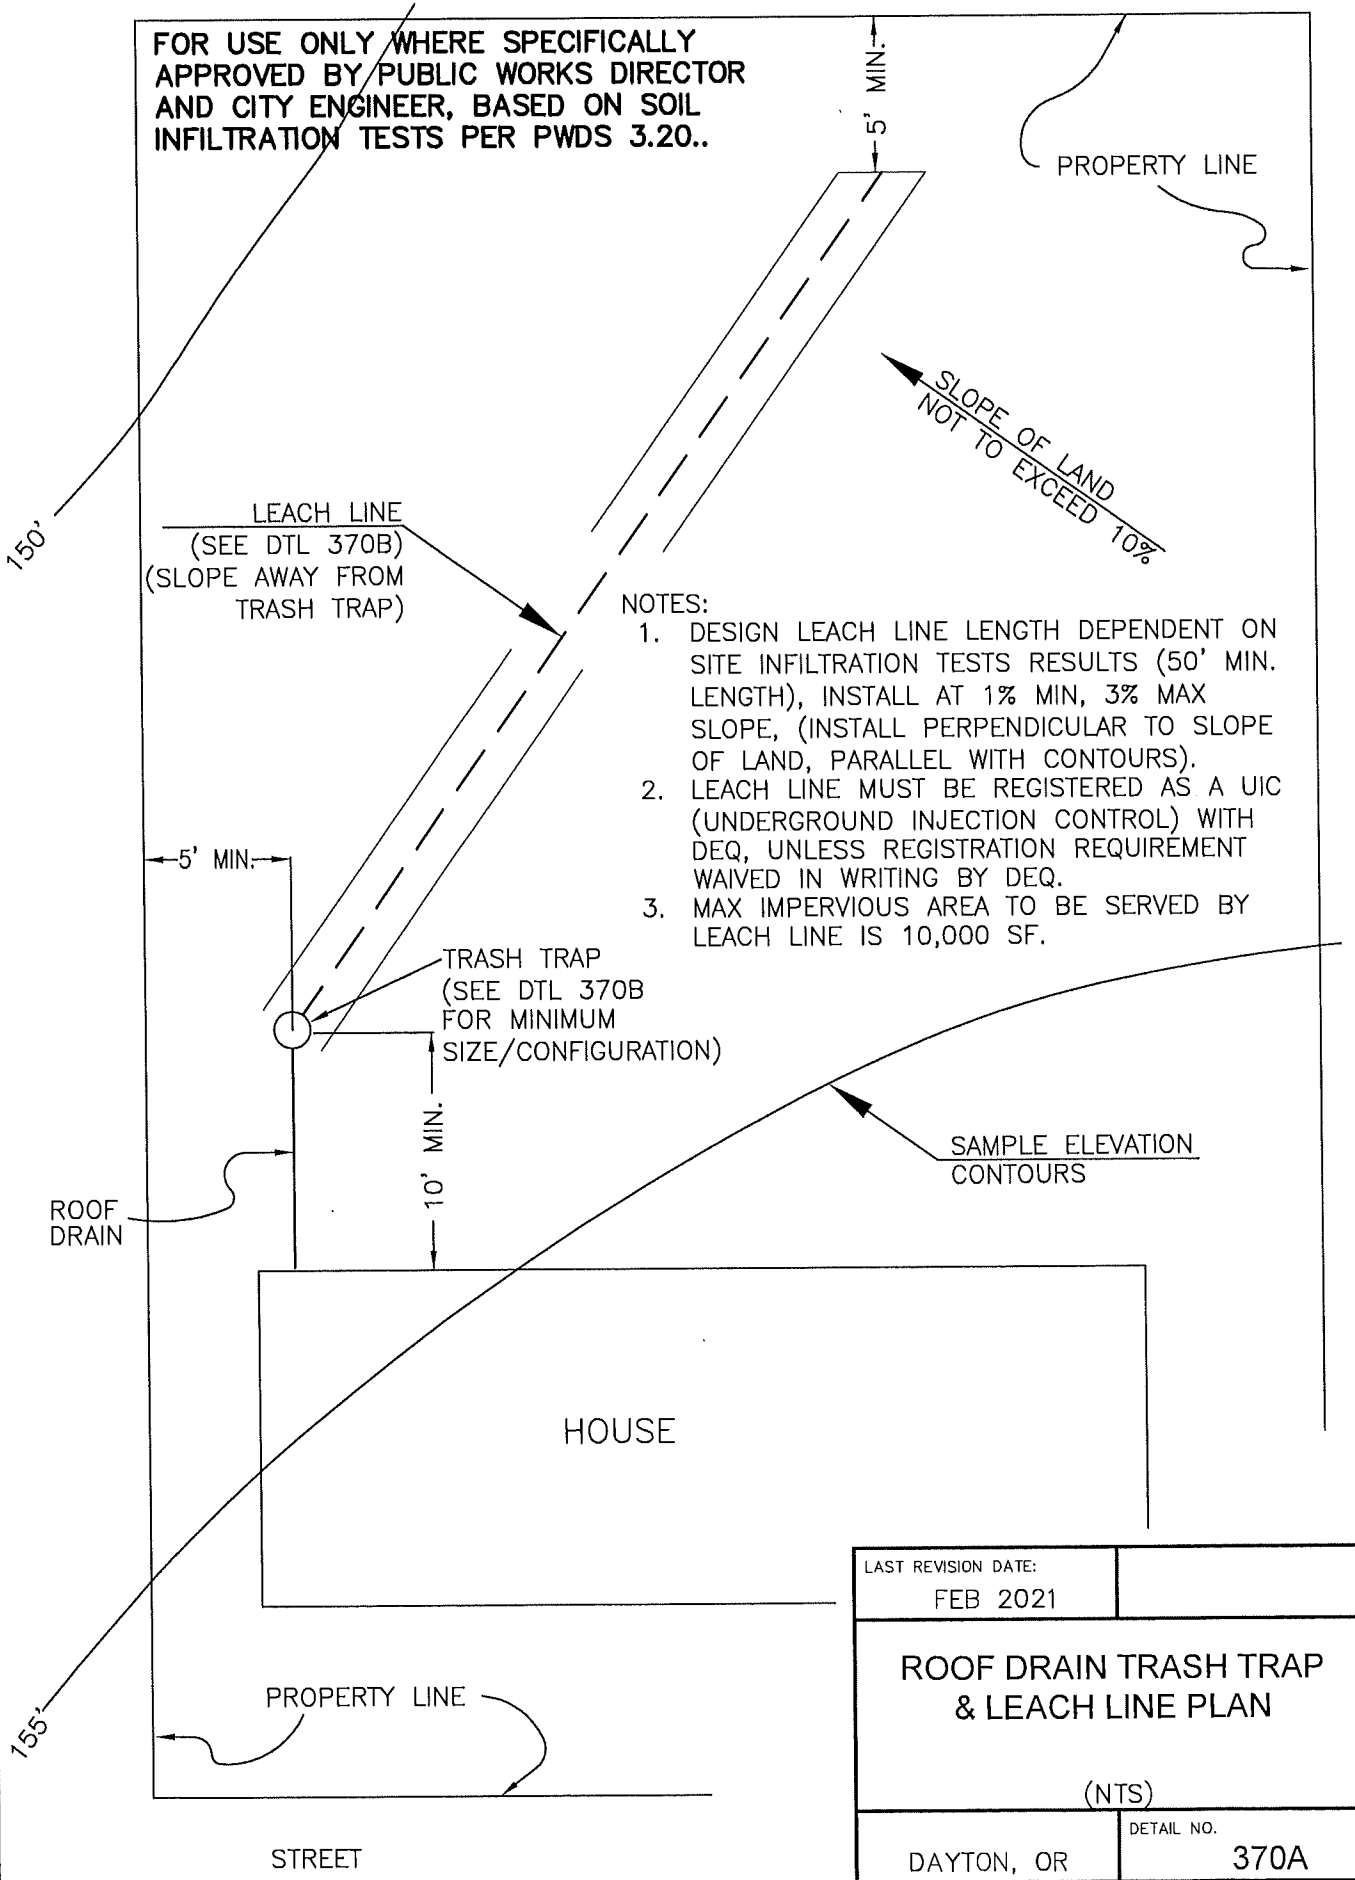 FOR USE ONLY WHERE SPECIFICALLY
APPROVED BY PUBLIC WORKS DIRECTOR
AND CITY ENGINEER, BASED ON SOIL
INFILTRATION TESTS PER PWDS 3.20..
5' MIN.
PROPERTY LINE
SLOPE OF LAND
NOT TO EXCEED 10%
150'
LEACH LINE
(SEE DTL 370B)
(SLOPE AWAY FROM
TRASH TRAP)
NOTES:
1. DESIGN LEACH LINE LENGTH DEPENDENT ON
SITE INFILTRATION TESTS RESULTS (50' MIN.
LENGTH), INSTALL AT 1% MIN, 3% MAX
SLOPE, (INSTALL PERPENDICULAR TO SLOPE
OF LAND, PARALLEL WITH CONTOURS).
2. LEACH LINE MUST BE REGISTERED AS A UIC
(UNDERGROUND INJECTION CONTROL) WITH
DEQ, UNLESS REGISTRATION REQUIREMENT
WAIVED IN WRITING BY DEQ.
3. MAX IMPERVIOUS AREA TO BE SERVED BY
LEACH LINE IS 10,000 SF.
5' MIN.
TRASH TRAP
(SEE DTL 370B
FOR MINIMUM
SIZE/CONFIGURATION)
10' MIN.
SAMPLE ELEVATION
CONTOURS
ROOF
DRAIN
HOUSE
155'
PROPERTY LINE
STREET
LAST REVISION DATE:
FEB 2021
ROOF DRAIN TRASH TRAP
& LEACH LINE PLAN
(NTS)
DAYTON, OR
DETAIL NO.
370A